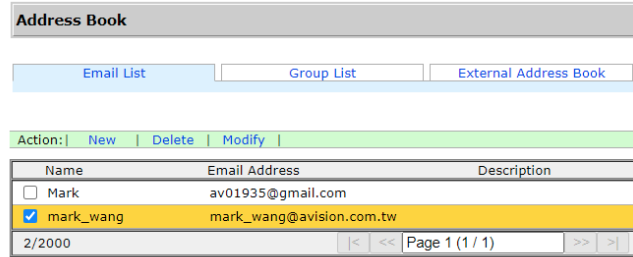 Address Book
Email List Group List External Address Book
Action:| New | Delete | Modify |
Name Email Address Description
Mark av01935@gmail.com
mark_wang mark_wang@avision.com.tw
2/2000 |< << Page 1 (1 / 1) >> >|